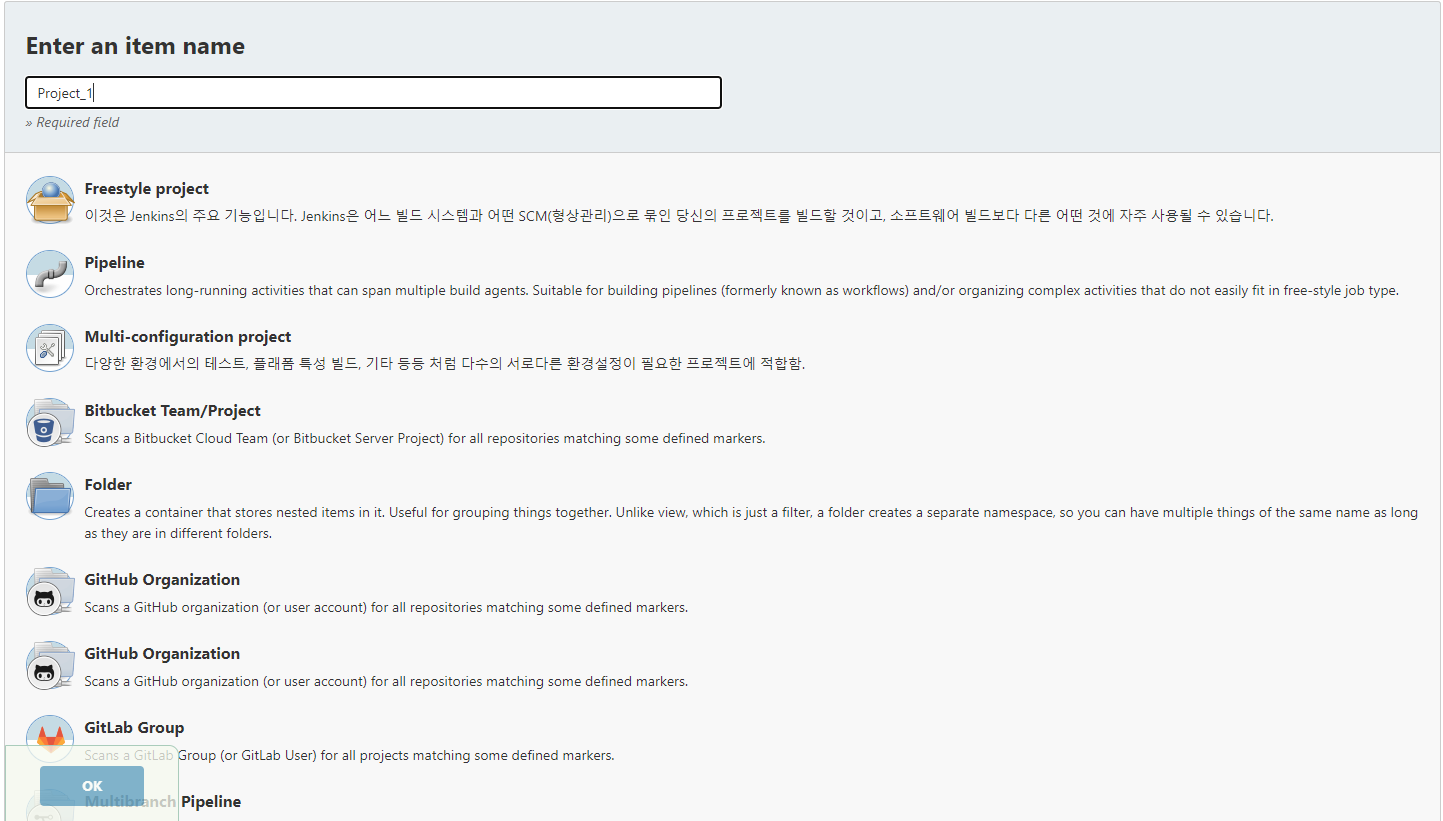 Enter an item name
Project_1
» Required field
Freestyle project
이것은 Jenkins의 주요 기능입니다. Jenkins은 어느 빌드 시스템과 어떤 SCM(형상관리)으로 묶인 당신의 프로젝트를 빌드할 것이고, 소프트웨어 빌드보다 다른 어떤 것에 자주 사용될 수 있습니다.
Pipeline
Orchestrates long-running activities that can span multiple build agents. Suitable for building pipelines (formerly known as workflows) and/or organizing complex activities that do not easily fit in free-style job type.
Multi-configuration project
다양한 환경에서의 테스트, 플래폼 특성 빌드, 기타 등등 처럼 다수의 서로다른 환경설정이 필요한 프로젝트에 적합함.
Bitbucket Team/Project
Scans a Bitbucket Cloud Team (or Bitbucket Server Project) for all repositories matching some defined markers.
Folder
Creates a container that stores nested items in it. Useful for grouping things together. Unlike view, which is just a filter, a folder creates a separate namespace, so you can have multiple things of the same name as long
as they are in different folders.
GitHub Organization
Scans a GitHub organization (or user account) for all repositories matching some defined markers.
GitHub Organization
Scans a GitHub organization (or user account) for all repositories matching some defined markers.
GitLab Group
Scans a GitLab Group (or GitLab User) for all projects matching some defined markers.
OK
Multibranch Pipeline